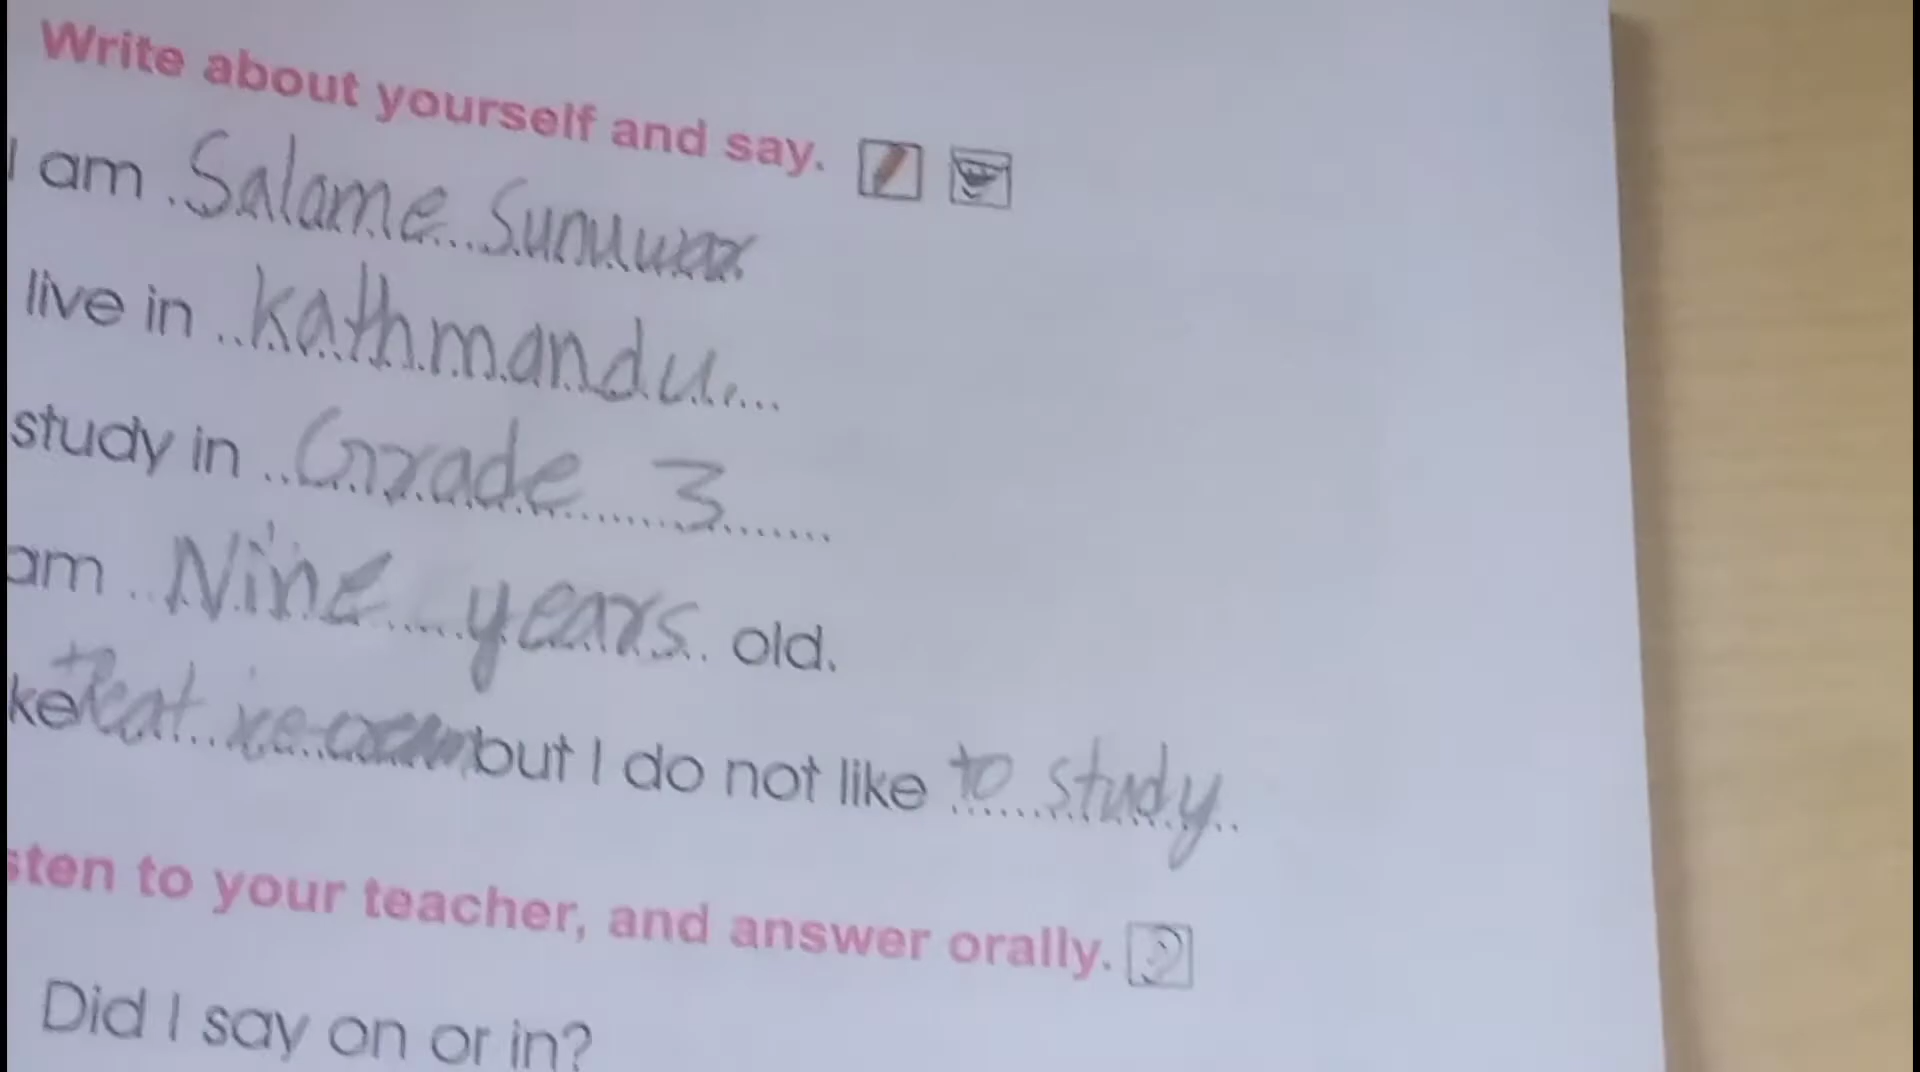 Write about yourself and say.
I am .Salame...Sunuwar
live in ..kathmandu....
study in ..Grade...3.......
am ..Nine....years.. old.
ke to eat...ice-cream but I do not like to study..
sten to your teacher, and answer orally.
Did I say on or in?